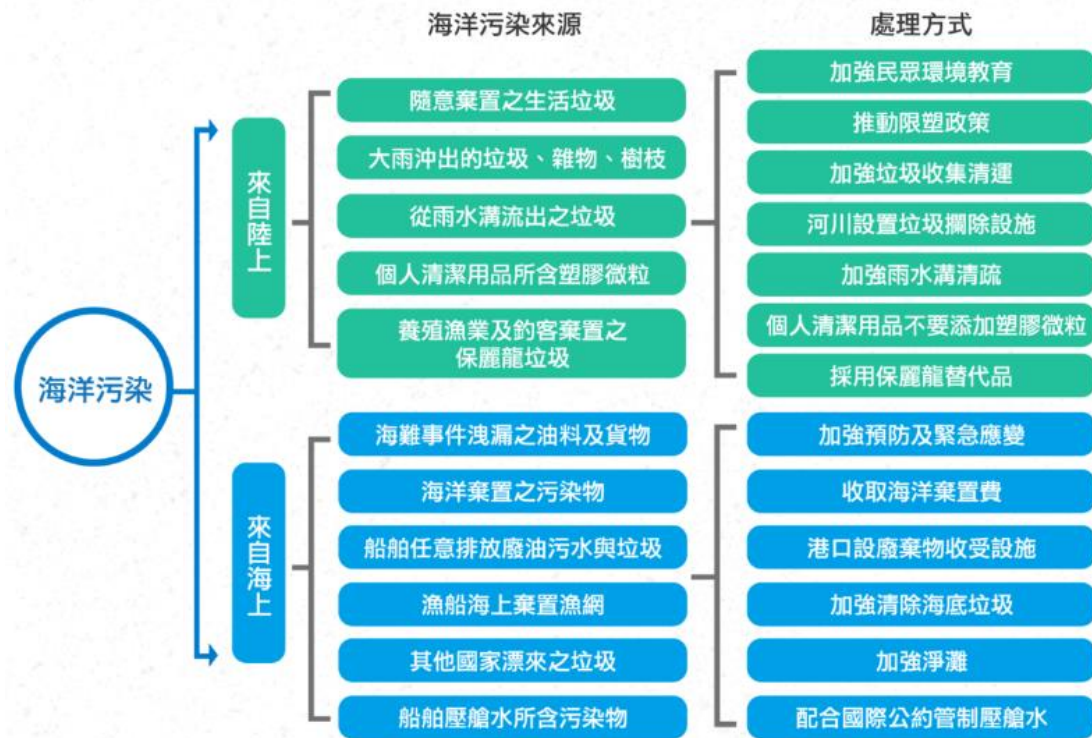 海洋污染來源
處理方式
海洋污染
來自陸上
隨意棄置之生活垃圾
大雨沖出的垃圾、雜物、樹枝
從雨水溝流出之垃圾
個人清潔用品所含塑膠微粒
養殖漁業及釣客棄置之
保麗龍垃圾
加強民眾環境教育
推動限塑政策
加強垃圾收集清運
河川設置垃圾攔除設施
加強雨水溝清疏
個人清潔用品不要添加塑膠微粒
採用保麗龍替代品
來自海上
海難事件洩漏之油料及貨物
海洋棄置之污染物
船舶任意排放廢油污水與垃圾
漁船海上棄置漁網
其他國家漂來之垃圾
船舶壓艙水所含污染物
加強預防及緊急應變
收取海洋棄置費
港口設廢棄物收受設施
加強清除海底垃圾
加強淨灘
配合國際公約管制壓艙水